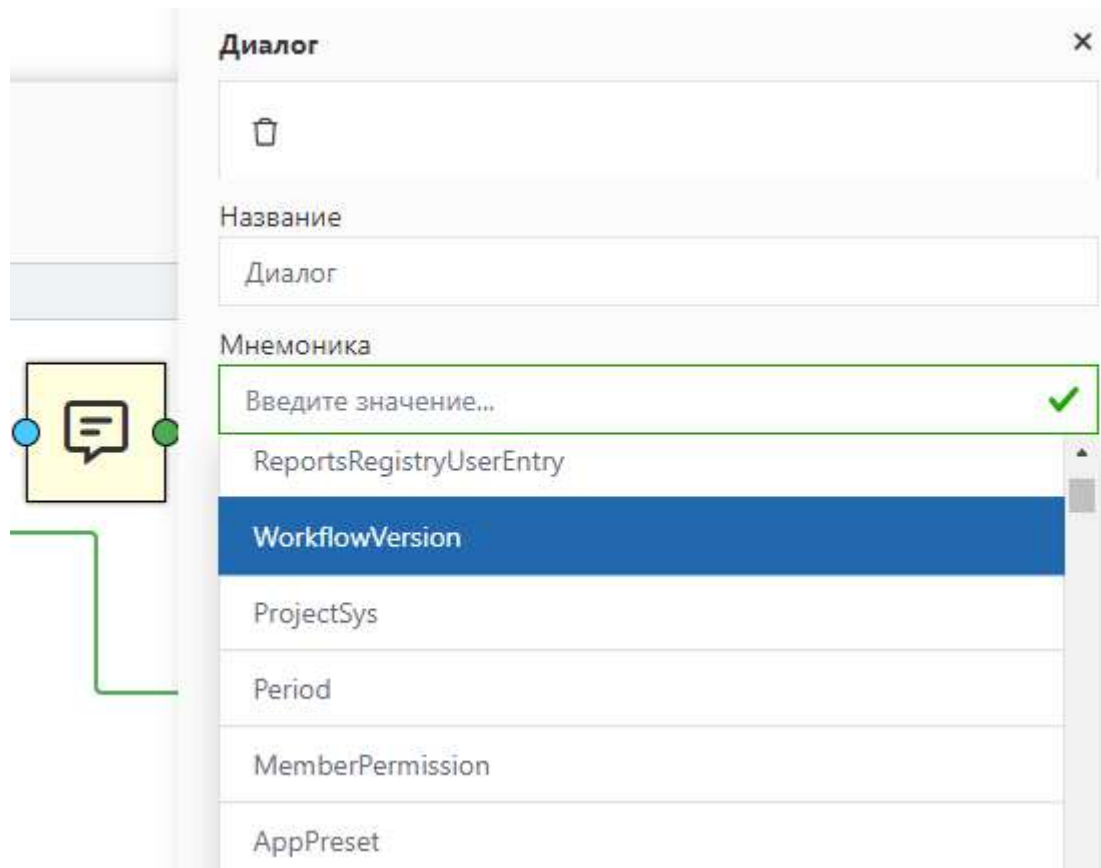 Диалог
Название
Диалог
Мнемоника
Введите значение...
ReportsRegistryUserEntry
WorkflowVersion
ProjectSys
Period
MemberPermission
AppPreset